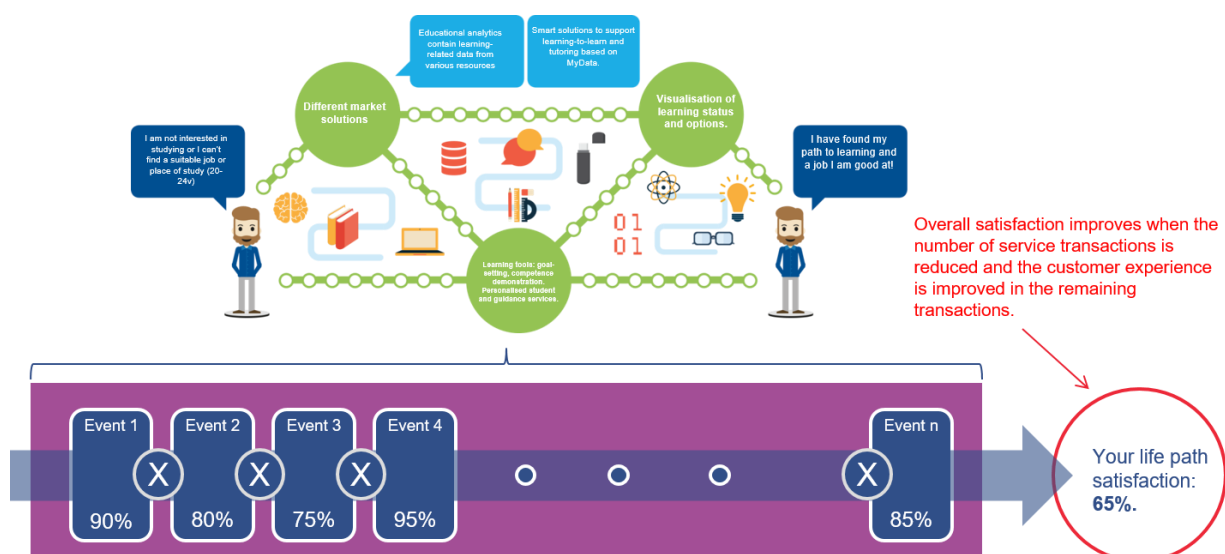 Educational analytics
contain learning-
related data from
various resources
Smart solutions to support
learning-to-learn and
tutoring based on
MyData.
Different market
solutions
Visualisation of
learning status
and options.
I am not interested in
studying or I can't
find a suitable job or
place of study (20-
24v)
I have found my
path to learning and
a job I am good at!
01
01
Learning tools: goal-
setting, competence
demonstration.
Personalised student
and guidance services.
Overall satisfaction improves when the
number of service transactions is
reduced and the customer experience
is improved in the remaining
transactions.
Event 1
90%
X
Event 2
80%
X
Event 3
75%
X
Event 4
95%
X
Event n
85%
Your life path
satisfaction:
65%.